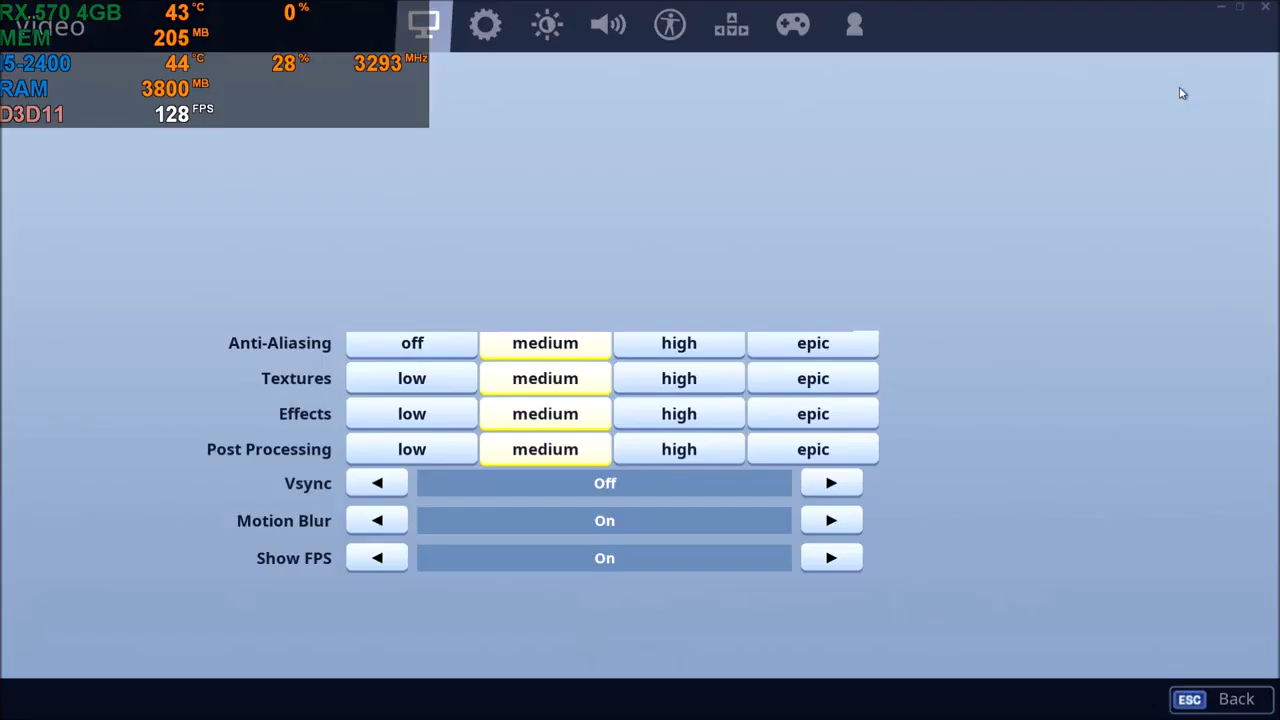 RX 570 4GB 43 °C 0 %
Video
MEM 205 MB
i5-2400 44 °C 28 % 3293 MHz
RAM 3800 MB
D3D11 128 FPS
Anti-Aliasing off medium high epic
Textures low medium high epic
Effects low medium high epic
Post Processing low medium high epic
Vsync ◄ Off ►
Motion Blur ◄ On ►
Show FPS ◄ On ►
ESC Back